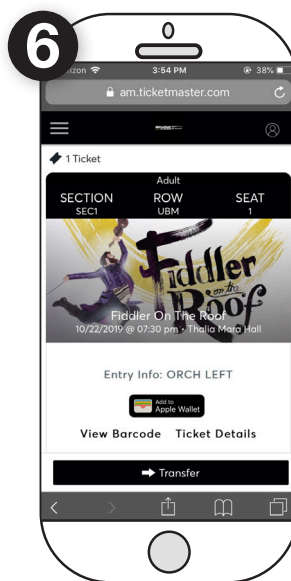 6
izon 3:54 PM 38%
am.ticketmaster.com
1 Ticket
Adult
SECTION ROW SEAT
SEC1 UBM 1
Fiddler
on the
Roof
Fiddler On The Roof
10/22/2019 @ 07:30 pm • Thalia Mara Hall
Entry Info: ORCH LEFT
Add to
Apple Wallet
View Barcode Ticket Details
Transfer